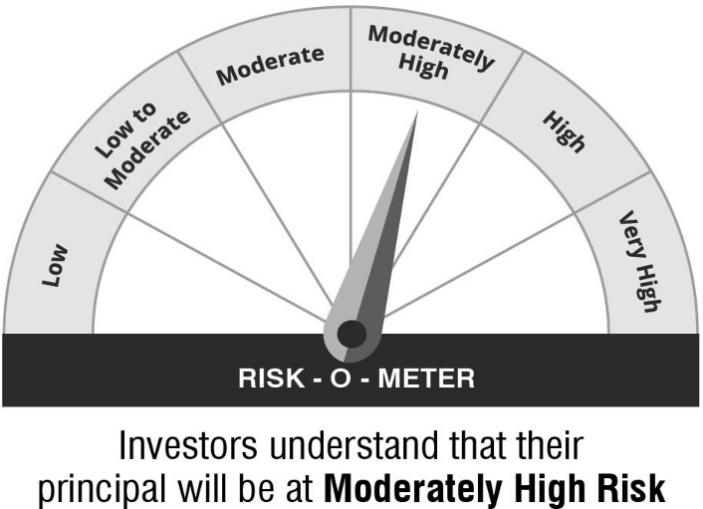 Low
Low to
Moderate
Moderate
Moderately
High
High
Very High
RISK - O - METER
Investors understand that their
principal will be at Moderately High Risk